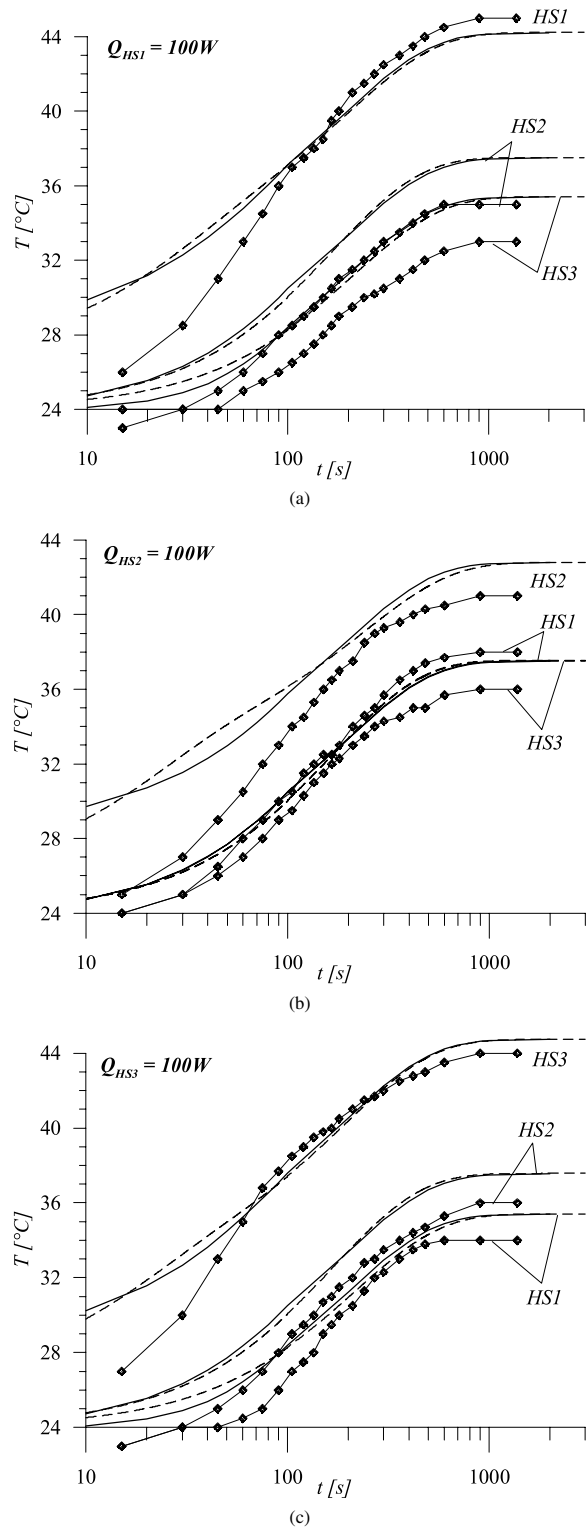 44
Q_HS1 = 100W
HS1
40
HS2
T [°C]
36
32
HS3
28
24
10
100
1000
t [s]
(a)
44
Q_HS2 = 100W
HS2
40
HS1
T [°C]
36
HS3
32
28
24
10
100
1000
t [s]
(b)
44
Q_HS3 = 100W
HS3
40
HS2
T [°C]
36
32
HS1
28
24
10
100
1000
t [s]
(c)